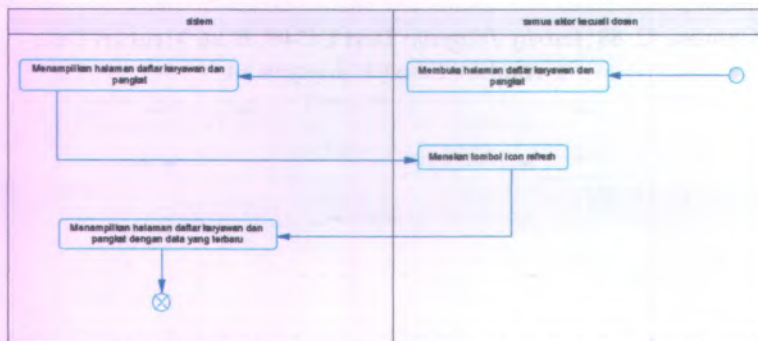 sistem
semua aktor kecuali dosen
Menampilkan halaman daftar karyawan dan
pangkat
Membuka halaman daftar karyawan dan
pangkat
Menekan tombol icon refresh
Menampilkan halaman daftar karyawan dan
pangkat dengan data yang terbaru